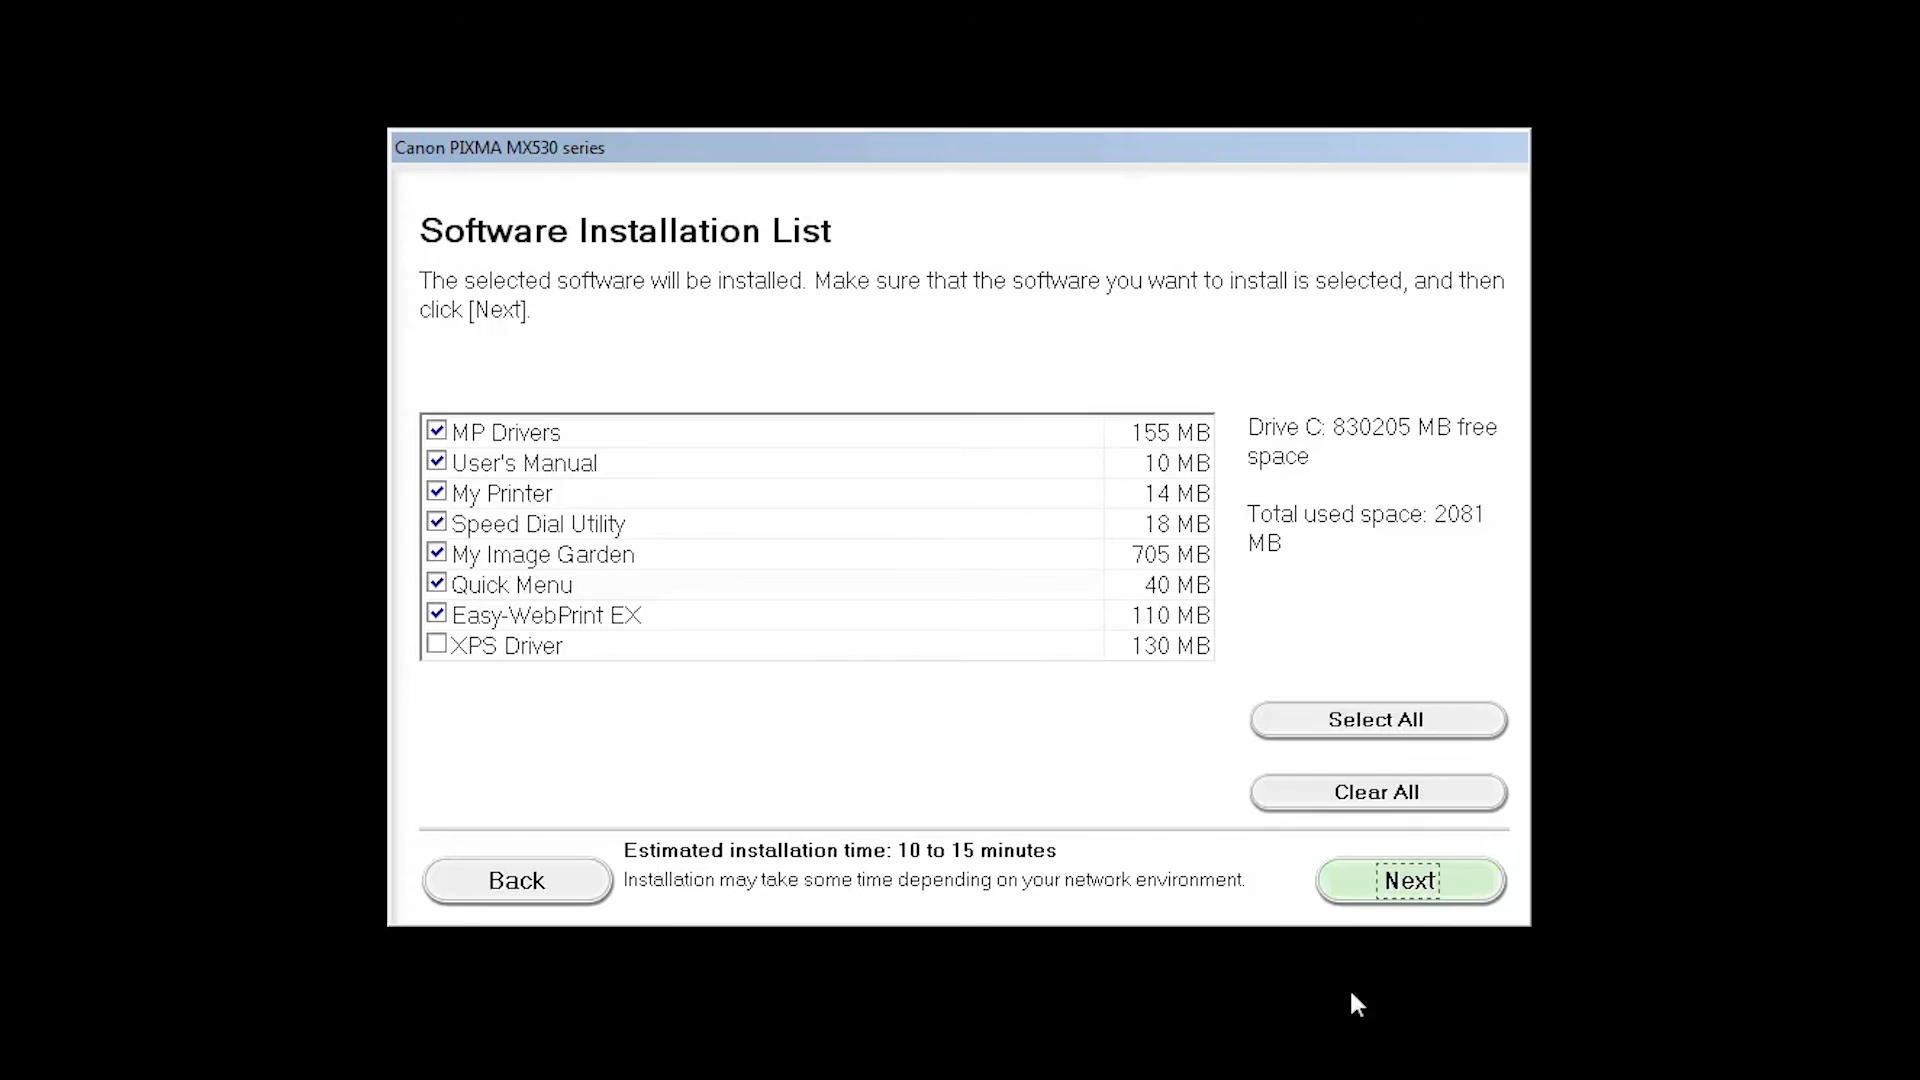 Canon PIXMA MX530 series
Software Installation List
The selected software will be installed. Make sure that the software you want to install is selected, and then
click [Next].
MP Drivers 155 MB
User's Manual 10 MB
My Printer 14 MB
Speed Dial Utility 18 MB
My Image Garden 705 MB
Quick Menu 40 MB
Easy-WebPrint EX 110 MB
XPS Driver 130 MB
Drive C: 830205 MB free
space
Total used space: 2081
MB
Select All
Clear All
Estimated installation time: 10 to 15 minutes
Installation may take some time depending on your network environment.
Back
Next